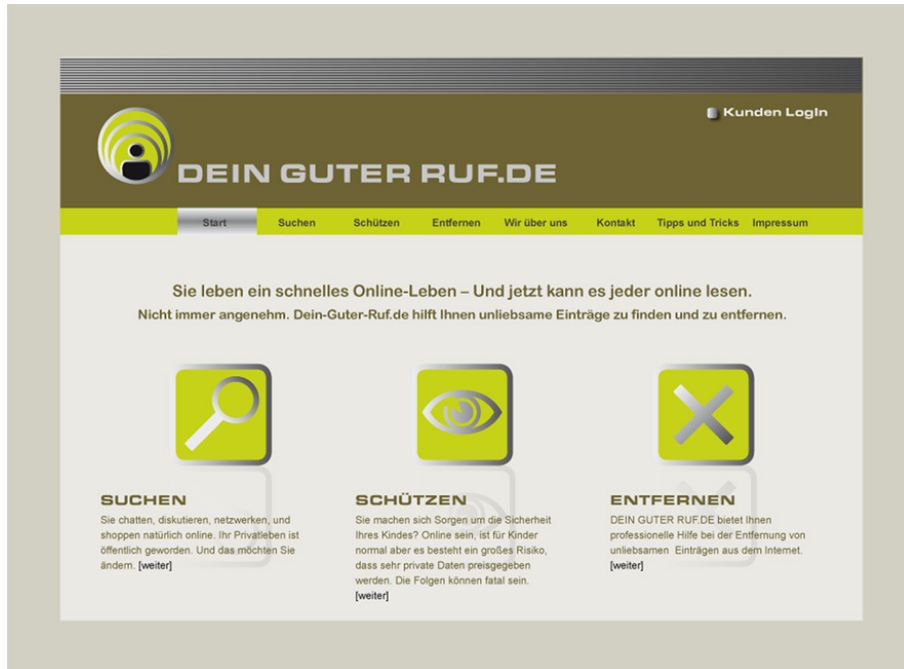 Kunden LogIn
DEIN GUTER RUF.DE
Start Suchen Schützen Entfernen Wir über uns Kontakt Tipps und Tricks Impressum
Sie leben ein schnelles Online-Leben – Und jetzt kann es jeder online lesen.
Nicht immer angenehm. Dein-Guter-Ruf.de hilft Ihnen unliebsame Einträge zu finden und zu entfernen.
SUCHEN
Sie chatten, diskutieren, netzwerken, und
shoppen natürlich online. Ihr Privatleben ist
öffentlich geworden. Und das möchten Sie
ändern. [weiter]
SCHÜTZEN
Sie machen sich Sorgen um die Sicherheit
Ihres Kindes? Online sein, ist für Kinder
normal aber es besteht ein großes Risiko,
dass sehr private Daten preisgegeben
werden. Die Folgen können fatal sein.
[weiter]
ENTFERNEN
DEIN GUTER RUF.DE bietet Ihnen
professionelle Hilfe bei der Entfernung von
unliebsamen Einträgen aus dem Internet.
[weiter]